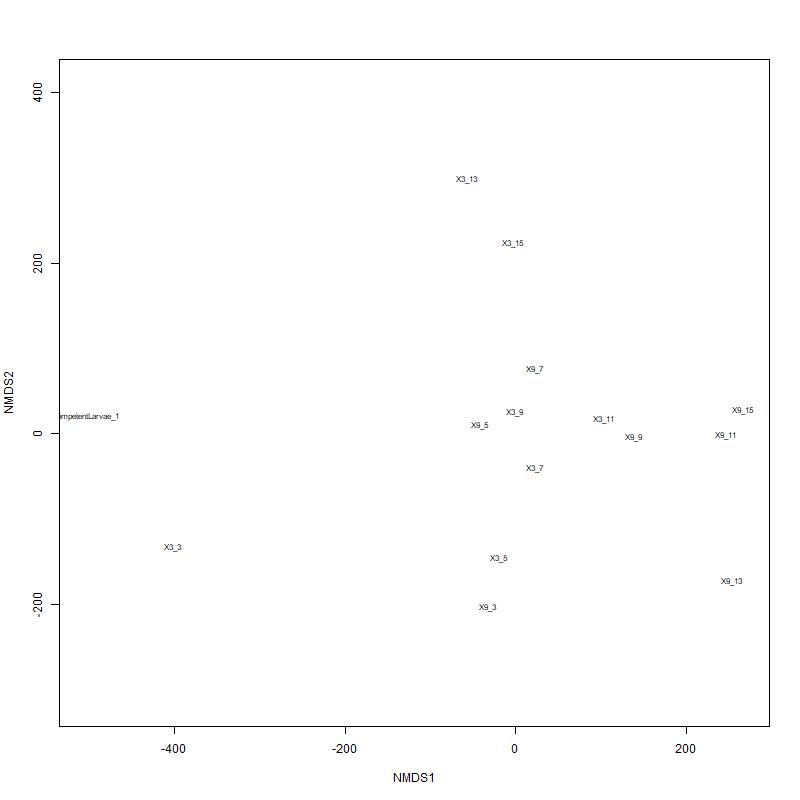 400
X3_13
X3_15
200
X9_7
NMDS2
X9_15
X3_9
ompetentLarvae_1
X3_11
X9_5
0
X9_9
X9_11
X3_7
X3_3
X3_5
X9_13
-200
X9_3
-400
-200
0
200
NMDS1